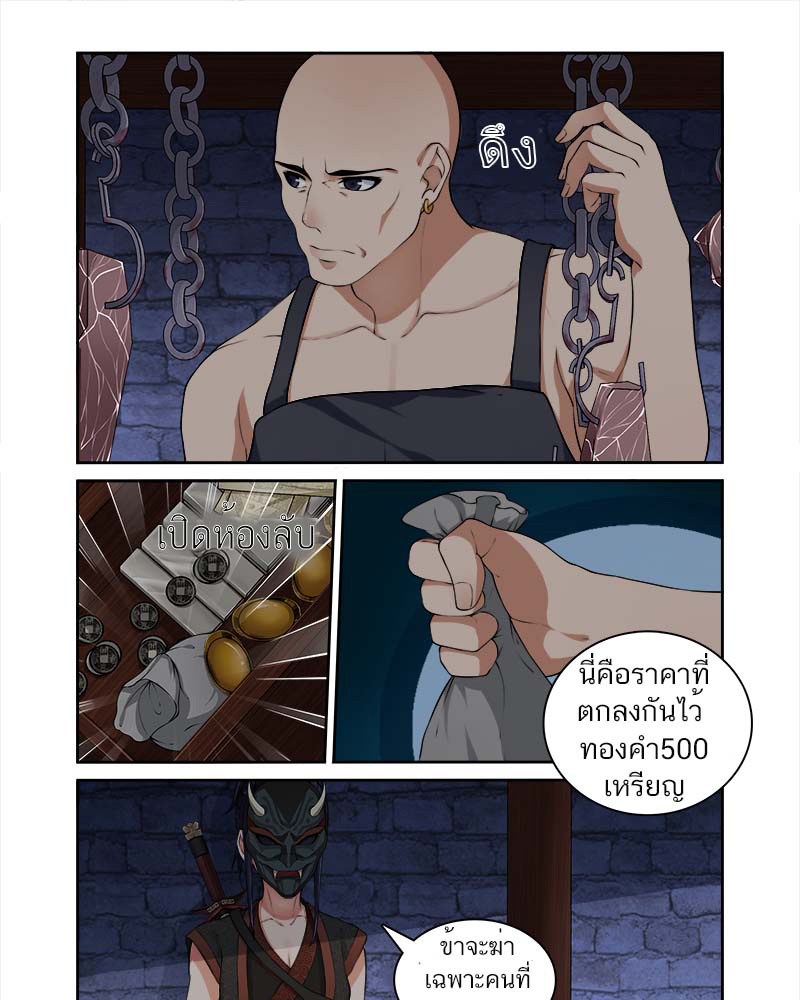 ดึง
เปิดห้องลับ
นี่คือราคาที่
ตกลงกันไว้
ทองคำ500
เหรียญ
ข้าจะฆ่า
เฉพาะคนที่